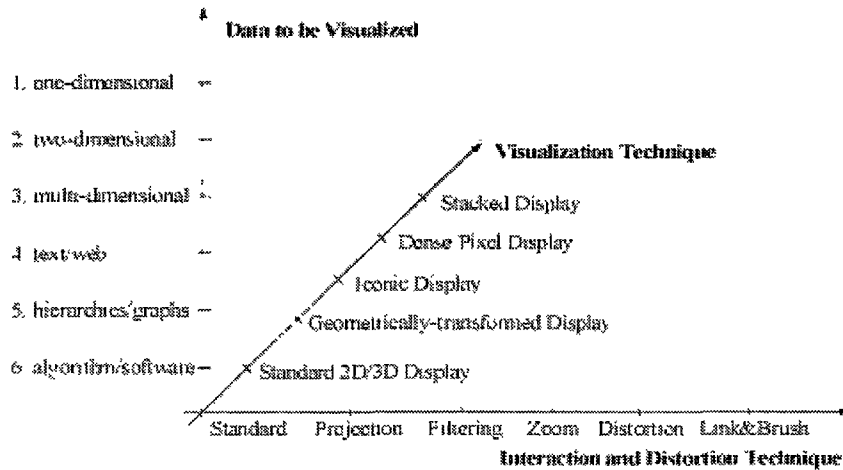 Data to be Visualized
1. one-dimensional
2. two-dimensional
3. multi-dimensional
4. text/web
5. hierarchies/graphs
6. algorithm/software
Visualization Technique
Stacked Display
Dense Pixel Display
Iconic Display
Geometrically-transformed Display
Standard 2D/3D Display
Standard Projection Filtering Zoom Distortion Link&Brush
Interaction and Distortion Technique